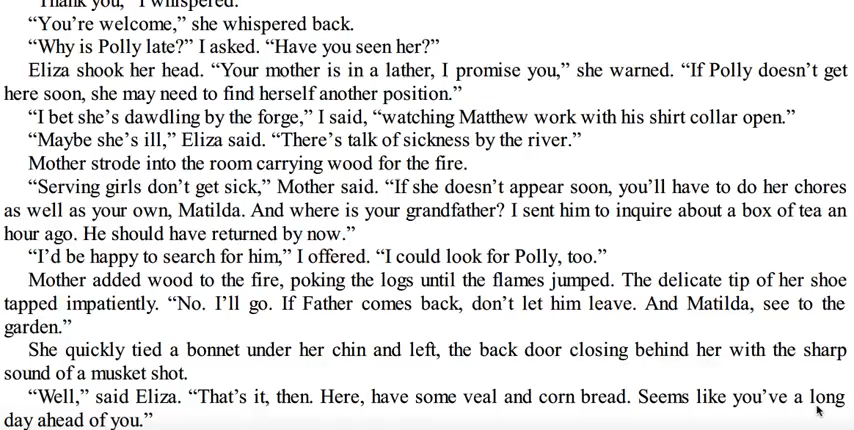 Thank you,” I whispered.
“You’re welcome,” she whispered back.
“Why is Polly late?” I asked. “Have you seen her?”
Eliza shook her head. “Your mother is in a lather, I promise you,” she warned. “If Polly doesn’t get
here soon, she may need to find herself another position.”
“I bet she’s dawdling by the forge,” I said, “watching Matthew work with his shirt collar open.”
“Maybe she’s ill,” Eliza said. “There’s talk of sickness by the river.”
Mother strode into the room carrying wood for the fire.
“Serving girls don’t get sick,” Mother said. “If she doesn’t appear soon, you’ll have to do her chores
as well as your own, Matilda. And where is your grandfather? I sent him to inquire about a box of tea an
hour ago. He should have returned by now.”
“I’d be happy to search for him,” I offered. “I could look for Polly, too.”
Mother added wood to the fire, poking the logs until the flames jumped. The delicate tip of her shoe
tapped impatiently. “No. I’ll go. If Father comes back, don’t let him leave. And Matilda, see to the
garden.”
She quickly tied a bonnet under her chin and left, the back door closing behind her with the sharp
sound of a musket shot.
“Well,” said Eliza. “That’s it, then. Here, have some veal and corn bread. Seems like you’ve a long
day ahead of you.”